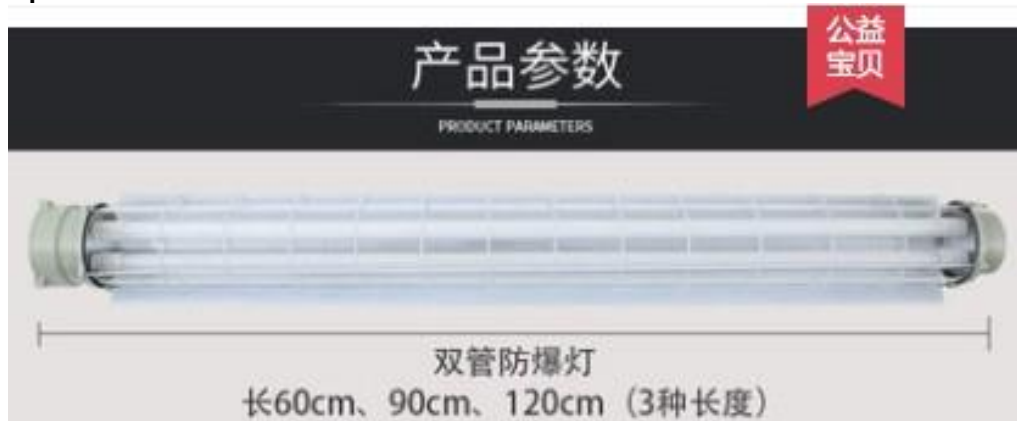 公益
宝贝
产品参数
PRODUCT PARAMETERS
双管防爆灯
长60cm、90cm、120cm（3种长度）